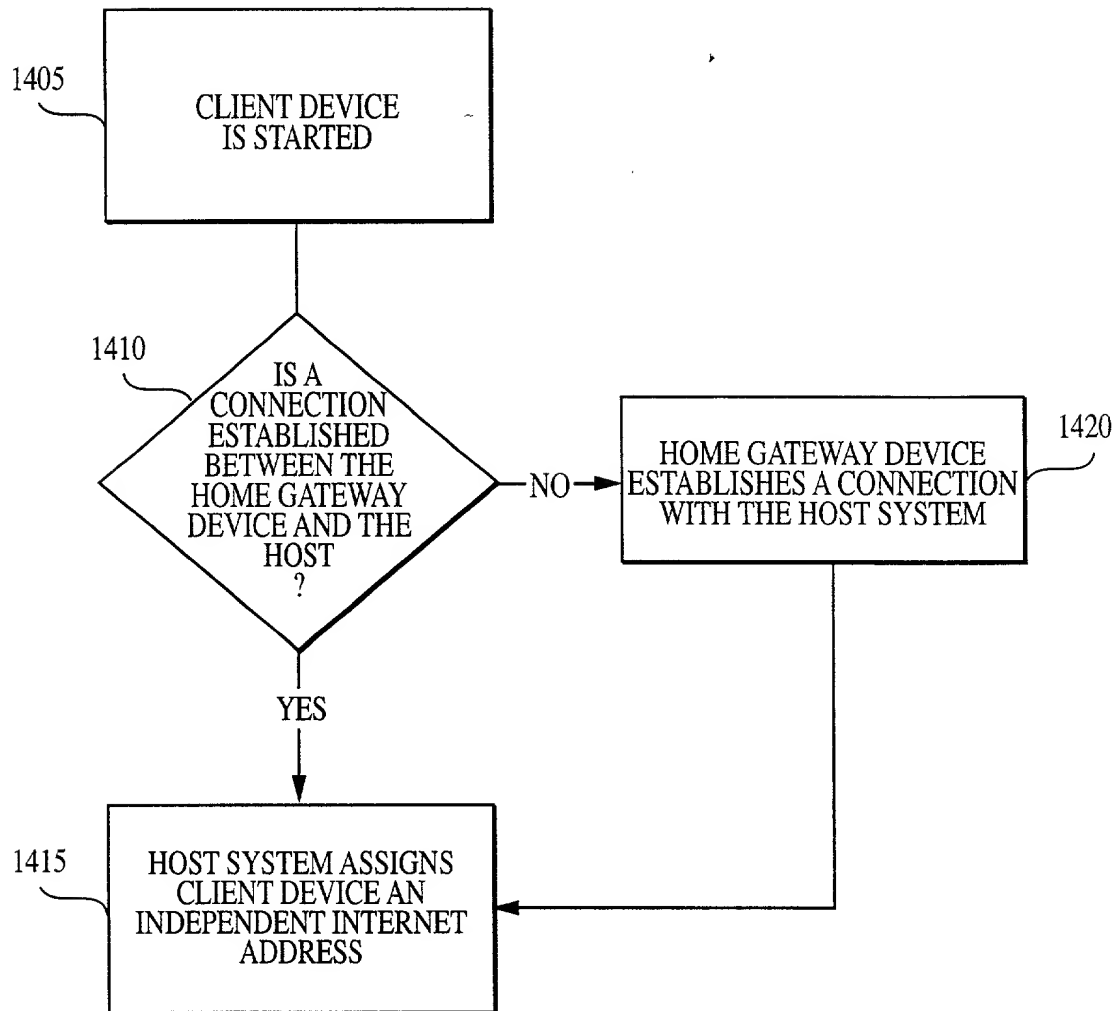 1405
CLIENT DEVICE
IS STARTED
1410
IS A
CONNECTION
ESTABLISHED
BETWEEN THE
HOME GATEWAY
DEVICE AND THE
HOST
?
NO
HOME GATEWAY DEVICE
ESTABLISHES A CONNECTION
WITH THE HOST SYSTEM
1420
YES
1415
HOST SYSTEM ASSIGNS
CLIENT DEVICE AN
INDEPENDENT INTERNET
ADDRESS